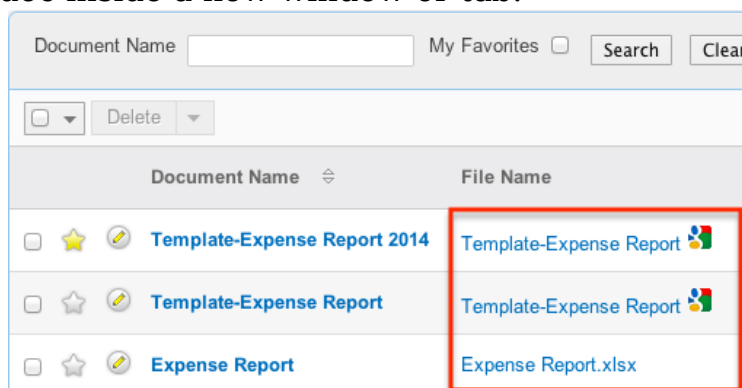 Document Name My Favorites Search
Delete
Document Name File Name
Template-Expense Report 2014 Template-Expense Report
Template-Expense Report Template-Expense Report
Expense Report Expense Report.xlsx